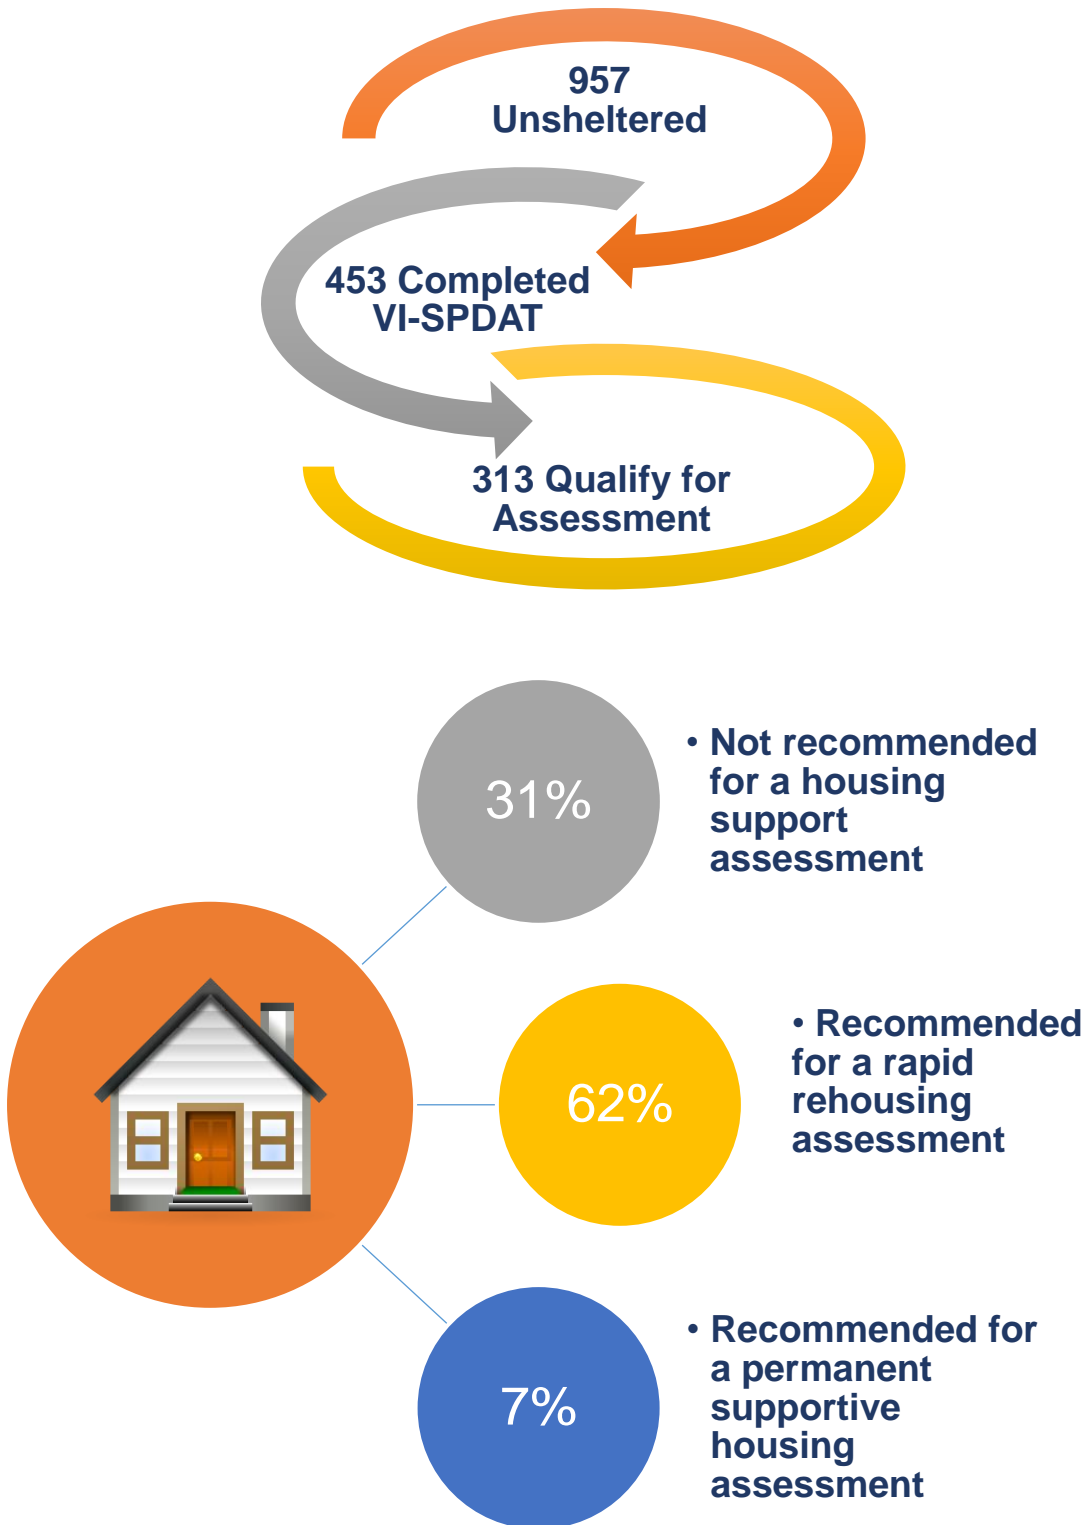 957
Unsheltered
453 Completed
VI-SPDAT
313 Qualify for
Assessment
31%
• Not recommended
for a housing
support
assessment
62%
• Recommended
for a rapid
rehousing
assessment
7%
• Recommended for
a permanent
supportive
housing
assessment